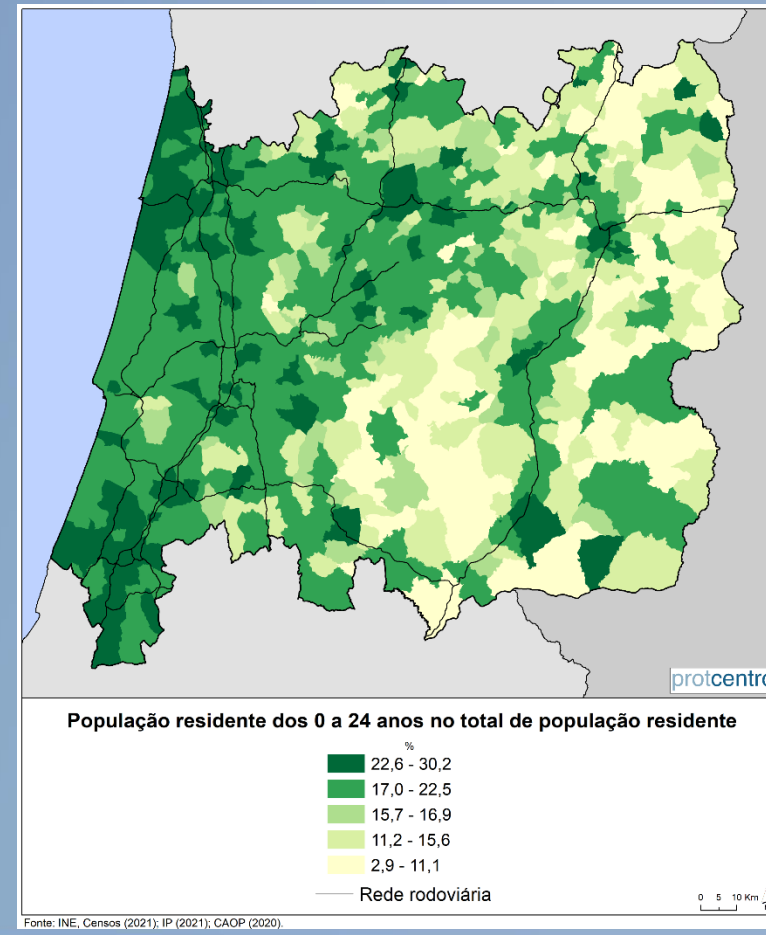 protcentro
População residente dos 0 a 24 anos no total de população residente
%
22,6 - 30,2
17,0 - 22,5
15,7 - 16,9
11,2 - 15,6
2,9 - 11,1
Rede rodoviária
0 5 10 Km
Fonte: INE, Censos (2021); IP (2021); CAOP (2020).